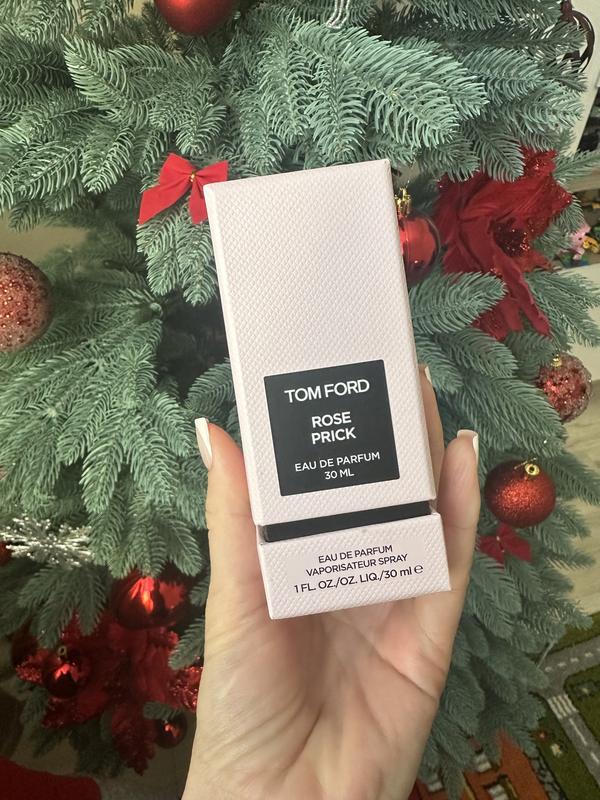 TOM FORD
ROSE
PRICK
EAU DE PARFUM
30 ML
EAU DE PARFUM
VAPORISATEUR SPRAY
1 FL. OZ./OZ. LIQ./30 ml ℮